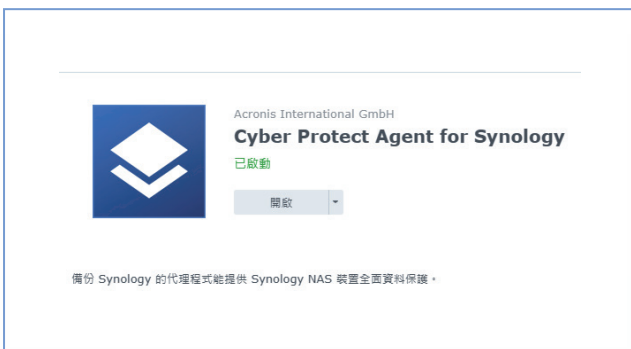 Acronis International GmbH
Cyber Protect Agent for Synology
已啟動
開啟
備份 Synology 的代理程式能提供 Synology NAS 裝置全面資料保護。